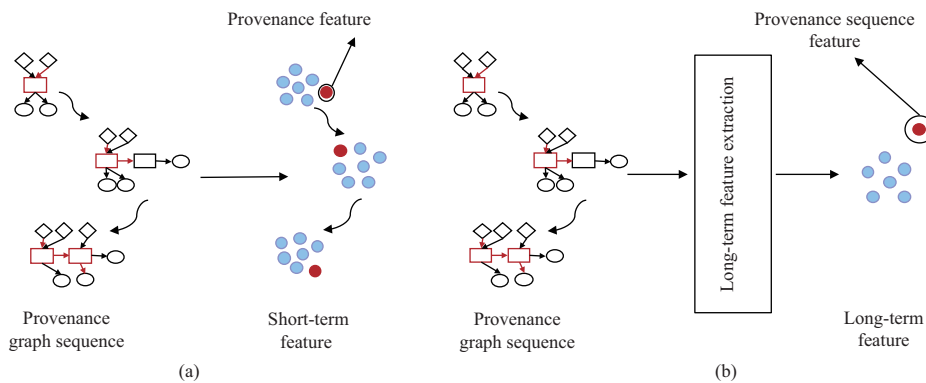 Provenance feature
Provenance
graph sequence
Short-term
feature
(a)
Provenance sequence
feature
Long-term feature extraction
Provenance
graph sequence
Long-term
feature
(b)